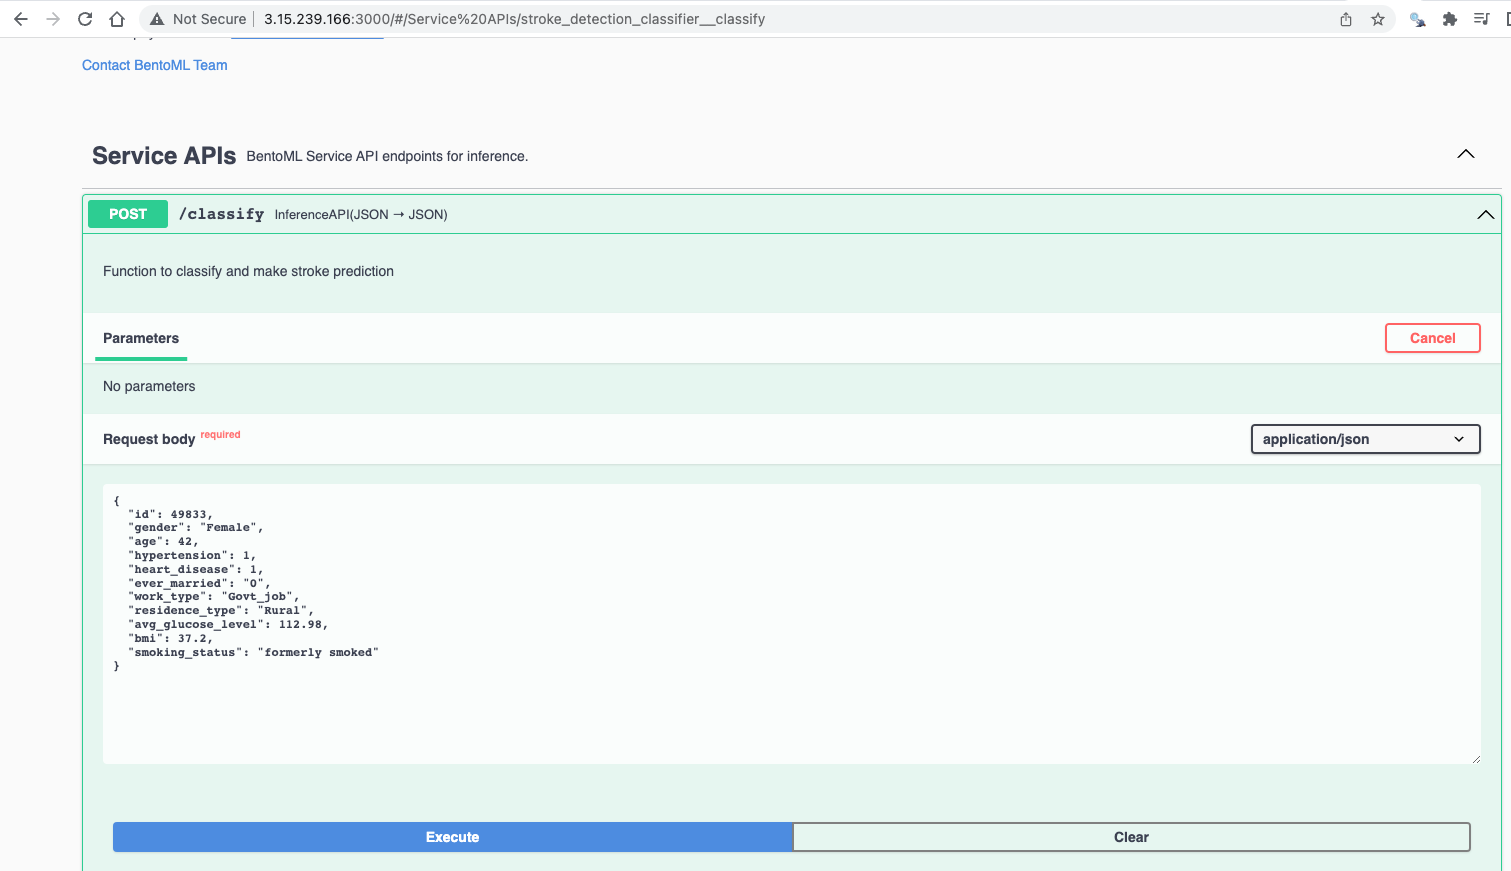 Not Secure 3.15.239.166:3000/#/Service%20APIs/stroke_detection_classifier__classify
Contact BentoML Team
Service APIs BentoML Service API endpoints for inference.
POST /classify InferenceAPI(JSON → JSON)
Function to classify and make stroke prediction
Parameters Cancel
No parameters
Request body required application/json
{
"id": 49833,
"gender": "Female",
"age": 42,
"hypertension": 1,
"heart_disease": 1,
"ever_married": "0",
"work_type": "Govt_job",
"residence_type": "Rural",
"avg_glucose_level": 112.98,
"bmi": 37.2,
"smoking_status": "formerly smoked"
}
Execute Clear